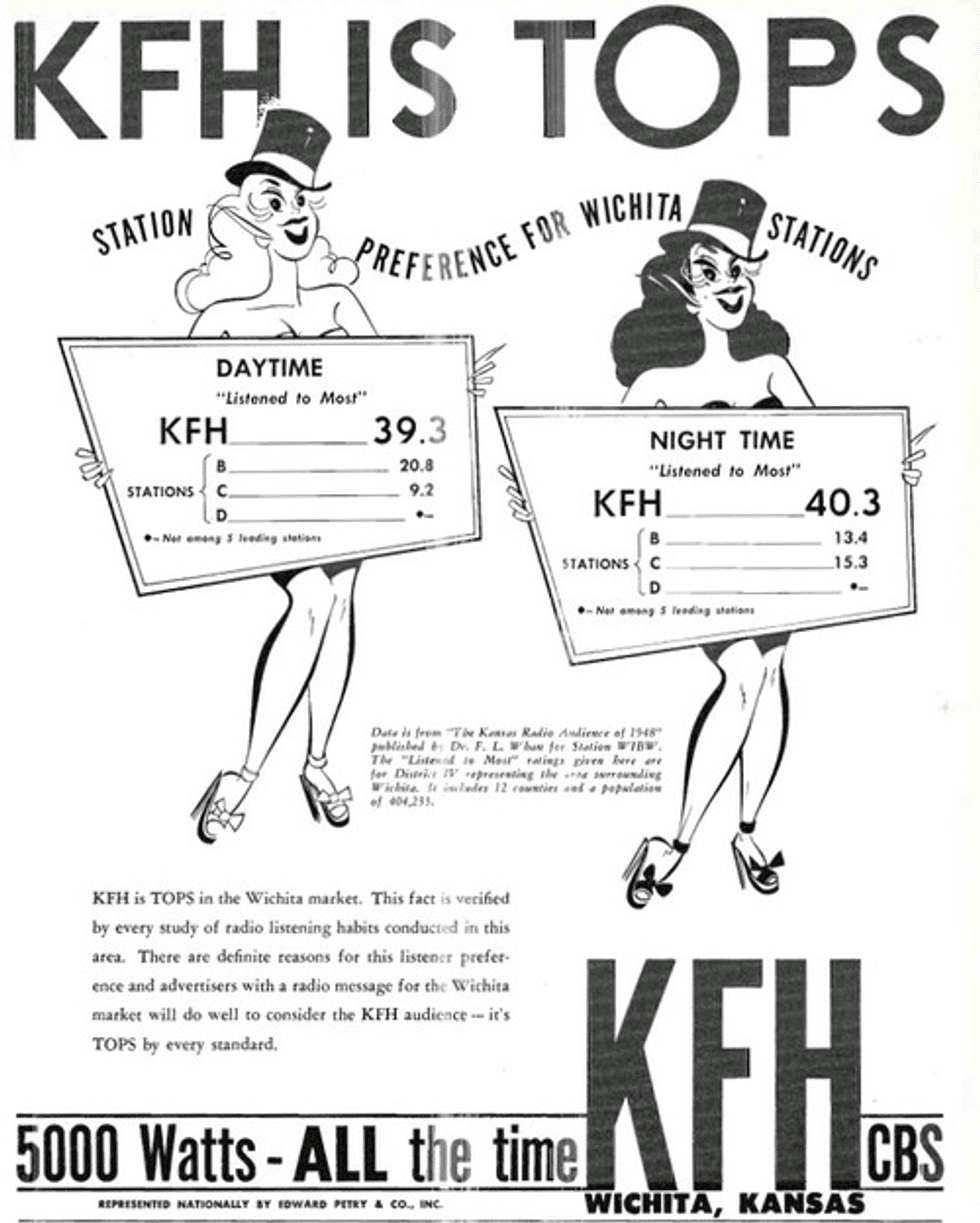 KFH IS TOPS
STATION PREFERENCE FOR WICHITA STATIONS
DAYTIME
"Listened to Most"
KFH 39.3
STATIONS
B 20.8
C 9.2
D •–
•–Not among 5 leading stations
NIGHT TIME
"Listened to Most"
KFH 40.3
STATIONS
B 13.4
C 15.3
D •–
•–Not among 5 leading stations
Data is from "The Kansas Radio Audience of 1948"
published by Dr. F. L. Whan for Station WIBW.
The "Listened to Most" ratings given here are
for District IV representing the area surrounding
Wichita. It includes 12 counties and a population
of 404,235.
KFH is TOPS in the Wichita market. This fact is verified
by every study of radio listening habits conducted in this
area. There are definite reasons for this listener prefer-
ence and advertisers with a radio message for the Wichita
market will do well to consider the KFH audience — it's
TOPS by every standard.
5000 Watts - ALL the time KFH CBS
REPRESENTED NATIONALLY BY EDWARD PETRY & CO., INC.
WICHITA, KANSAS